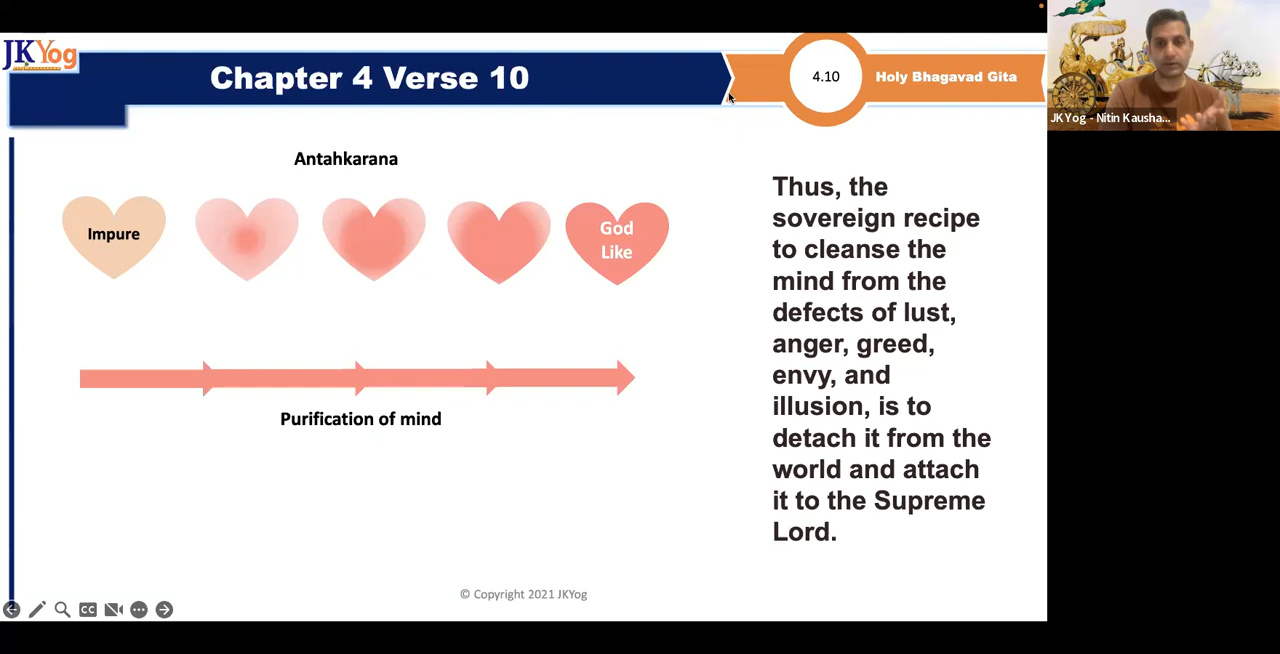 JKYog
Chapter 4 Verse 10
4.10
Holy Bhagavad Gita
JKYog - Nitin Kausha...
Antahkarana
Impure
God
Like
Purification of mind
Thus, the
sovereign recipe
to cleanse the
mind from the
defects of lust,
anger, greed,
envy, and
illusion, is to
detach it from the
world and attach
it to the Supreme
Lord.
© Copyright 2021 JKYog
CC